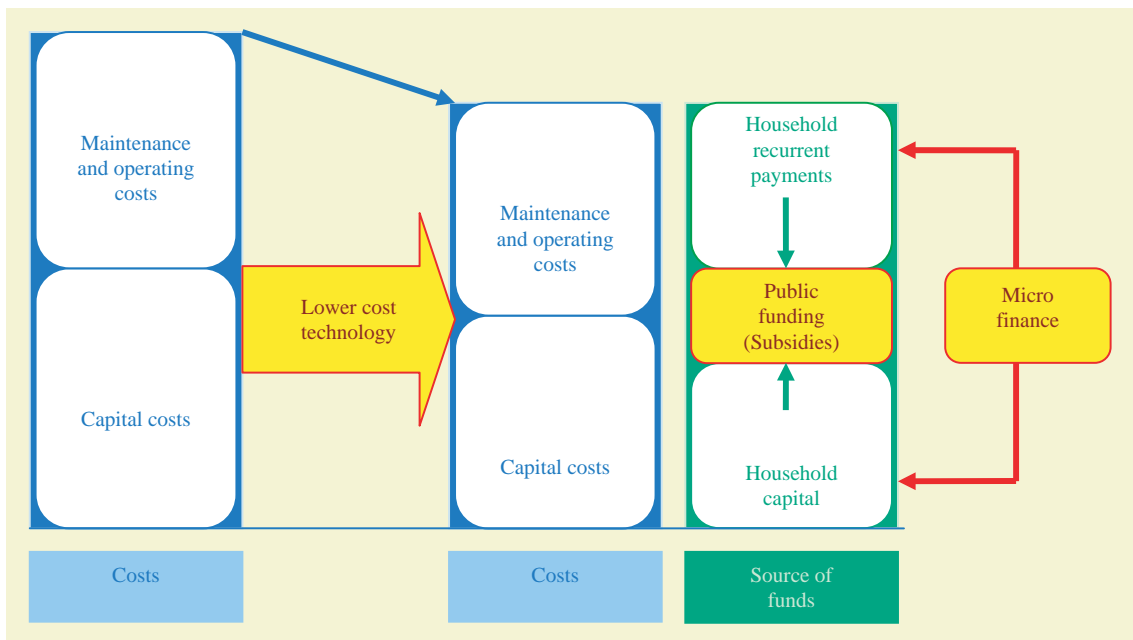 Maintenance
and operating
costs
Capital costs
Lower cost
technology
Maintenance
and operating
costs
Capital costs
Household
recurrent
payments
Public
funding
(Subsidies)
Household
capital
Micro
finance
Costs
Costs
Source of
funds